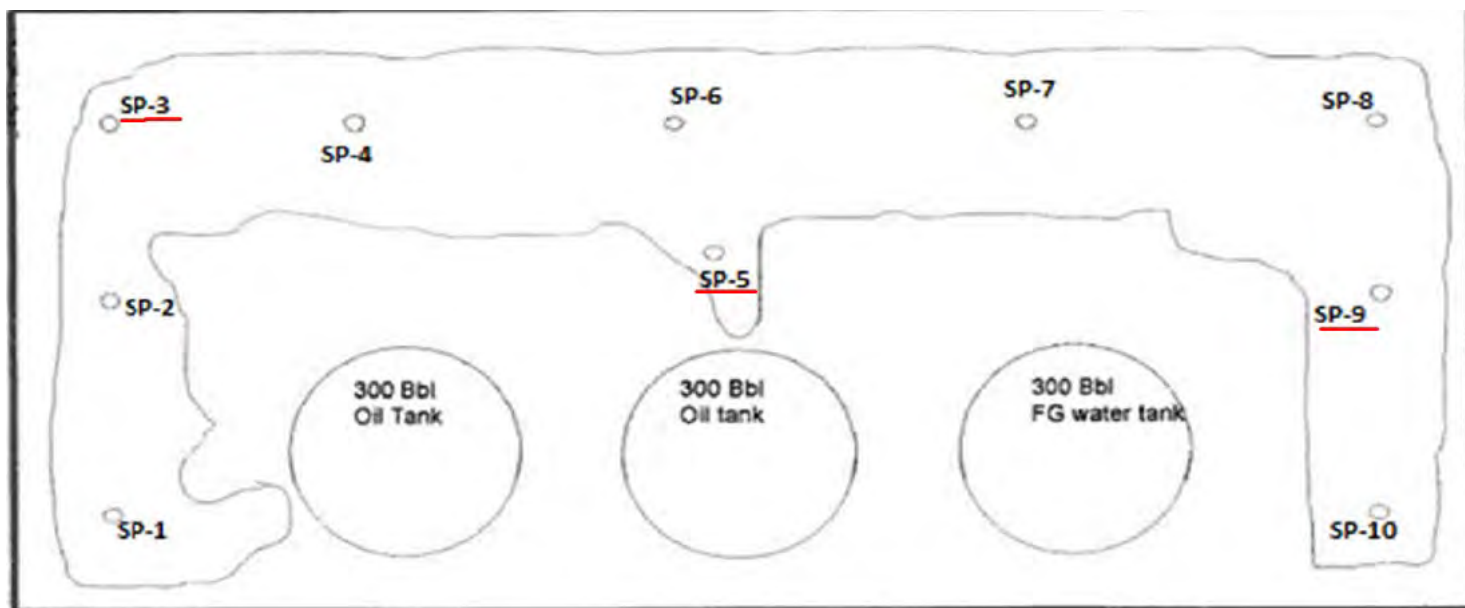 SP-3
SP-6
SP-7
SP-8
SP-4
SP-5
SP-2
SP-9
300 Bbl
Oil Tank
300 Bbl
Oil tank
300 Bbl
FG water tank
SP-1
SP-10